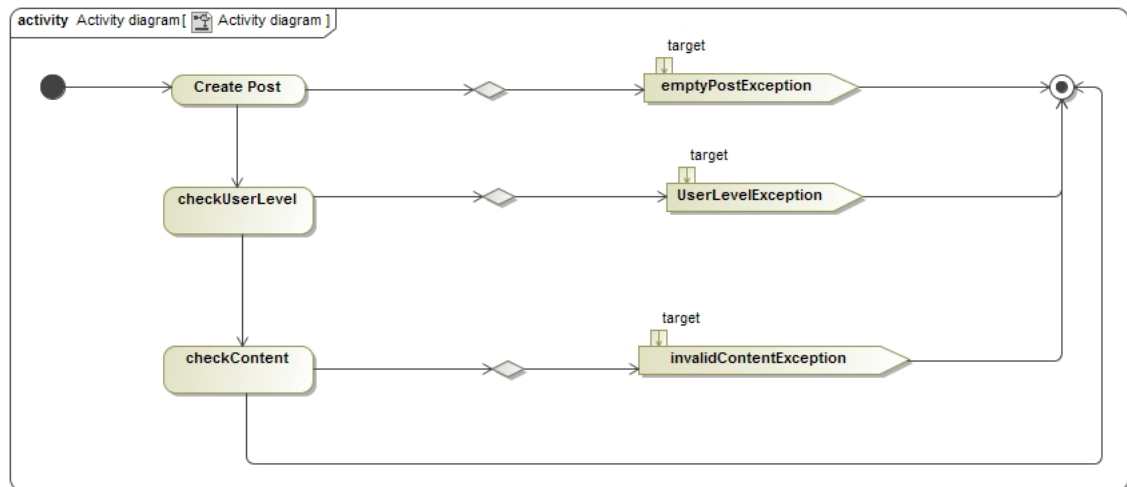 activity Activity diagram[ Activity diagram ]
target
Create Post
emptyPostException
target
checkUserLevel
UserLevelException
target
checkContent
invalidContentException